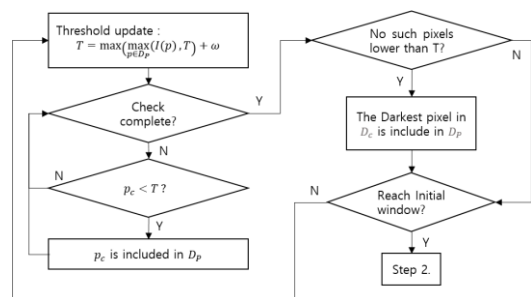 Threshold update :
T = max(max(I(p), T) + ω
p∈D_P
Check complete?
Y
N
p_c < T ?
N
Y
p_c is included in D_P
No such pixels lower than T?
N
Y
The Darkest pixel in
D_c is include in D_P
Reach Initial window?
N
Y
Step 2.